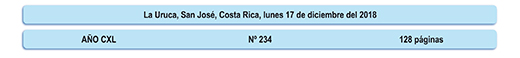 La Uruca, San José, Costa Rica, lunes 17 de diciembre del 2018
AÑO CXL Nº 234 128 páginas